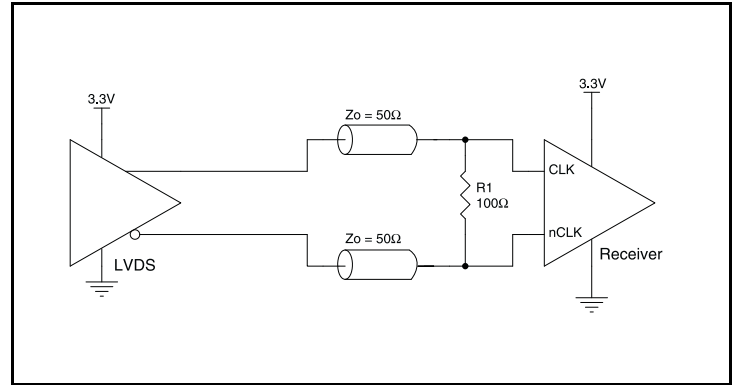 3.3V
3.3V
Zo = 50Ω
CLK
R1
100Ω
nCLK
Zo = 50Ω
Receiver
LVDS